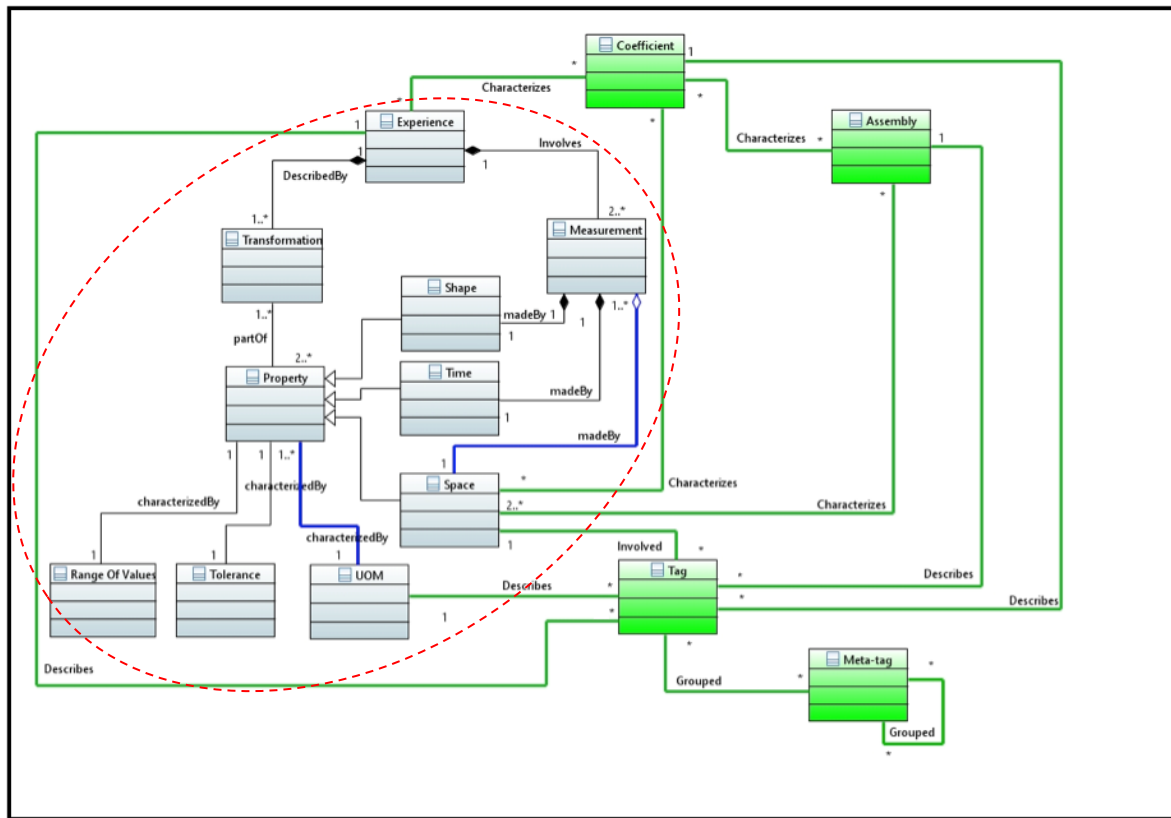 Coefficient
1
*
Characterizes
*
*
Experience
1
1
1
Involves
DescribedBy
Characterizes
*
*
Assembly
1
*
1..*
2..*
Transformation
Measurement
*
Shape
1..*
madeBy
1
1
1..*
1
partOf
2..*
Property
Time
madeBy
1
madeBy
1
1
1..*
1
characterizedBy
characterizedBy
Space
*
Characterizes
2..*
Characterizes
characterizedBy
1
1
1
1
Involved
*
Range Of Values
Tolerance
UOM
Tag
*
Describes
Describes
*
*
Describes
1
*
Describes
*
Meta-tag
*
Grouped
*
Grouped
*